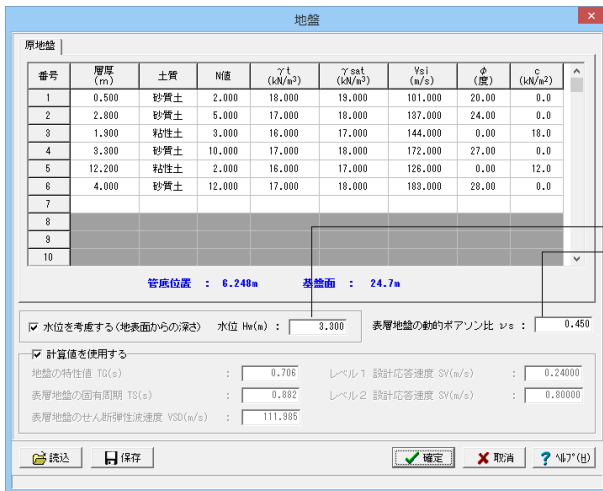 地盤
原地盤
番号 層厚 (m) 土質 N値 γt (kN/m³) γsat (kN/m³) Vsi (m/s) φ (度) c (kN/m²)
1 0.500 砂質土 2.000 18.000 19.000 101.000 20.00 0.0
2 2.800 砂質土 5.000 17.000 18.000 137.000 24.00 0.0
3 1.900 粘性土 3.000 16.000 17.000 144.000 0.00 18.0
4 3.300 砂質土 10.000 17.000 18.000 172.000 27.00 0.0
5 12.200 粘性土 2.000 16.000 17.000 126.000 0.00 12.0
6 4.000 砂質土 12.000 17.000 18.000 183.000 28.00 0.0
7
8
9
10
管底位置 : 6.248m 基盤面 : 24.7m
水位を考慮する(地表面からの深さ) 水位 Hw(m) : 3.300 表層地盤の動的ポアソン比 νs : 0.450
計算値を使用する
地盤の特性値 TG(s) : 0.706 レベル1 設計応答速度 SV(m/s) : 0.24000
表層地盤の固有周期 TS(s) : 0.882 レベル2 設計応答速度 SV(m/s) : 0.80000
表層地盤のせん断弾性波速度 VSD(m/s) : 111.985
読込 保存 確定 取消 ? ヘルプ(H)